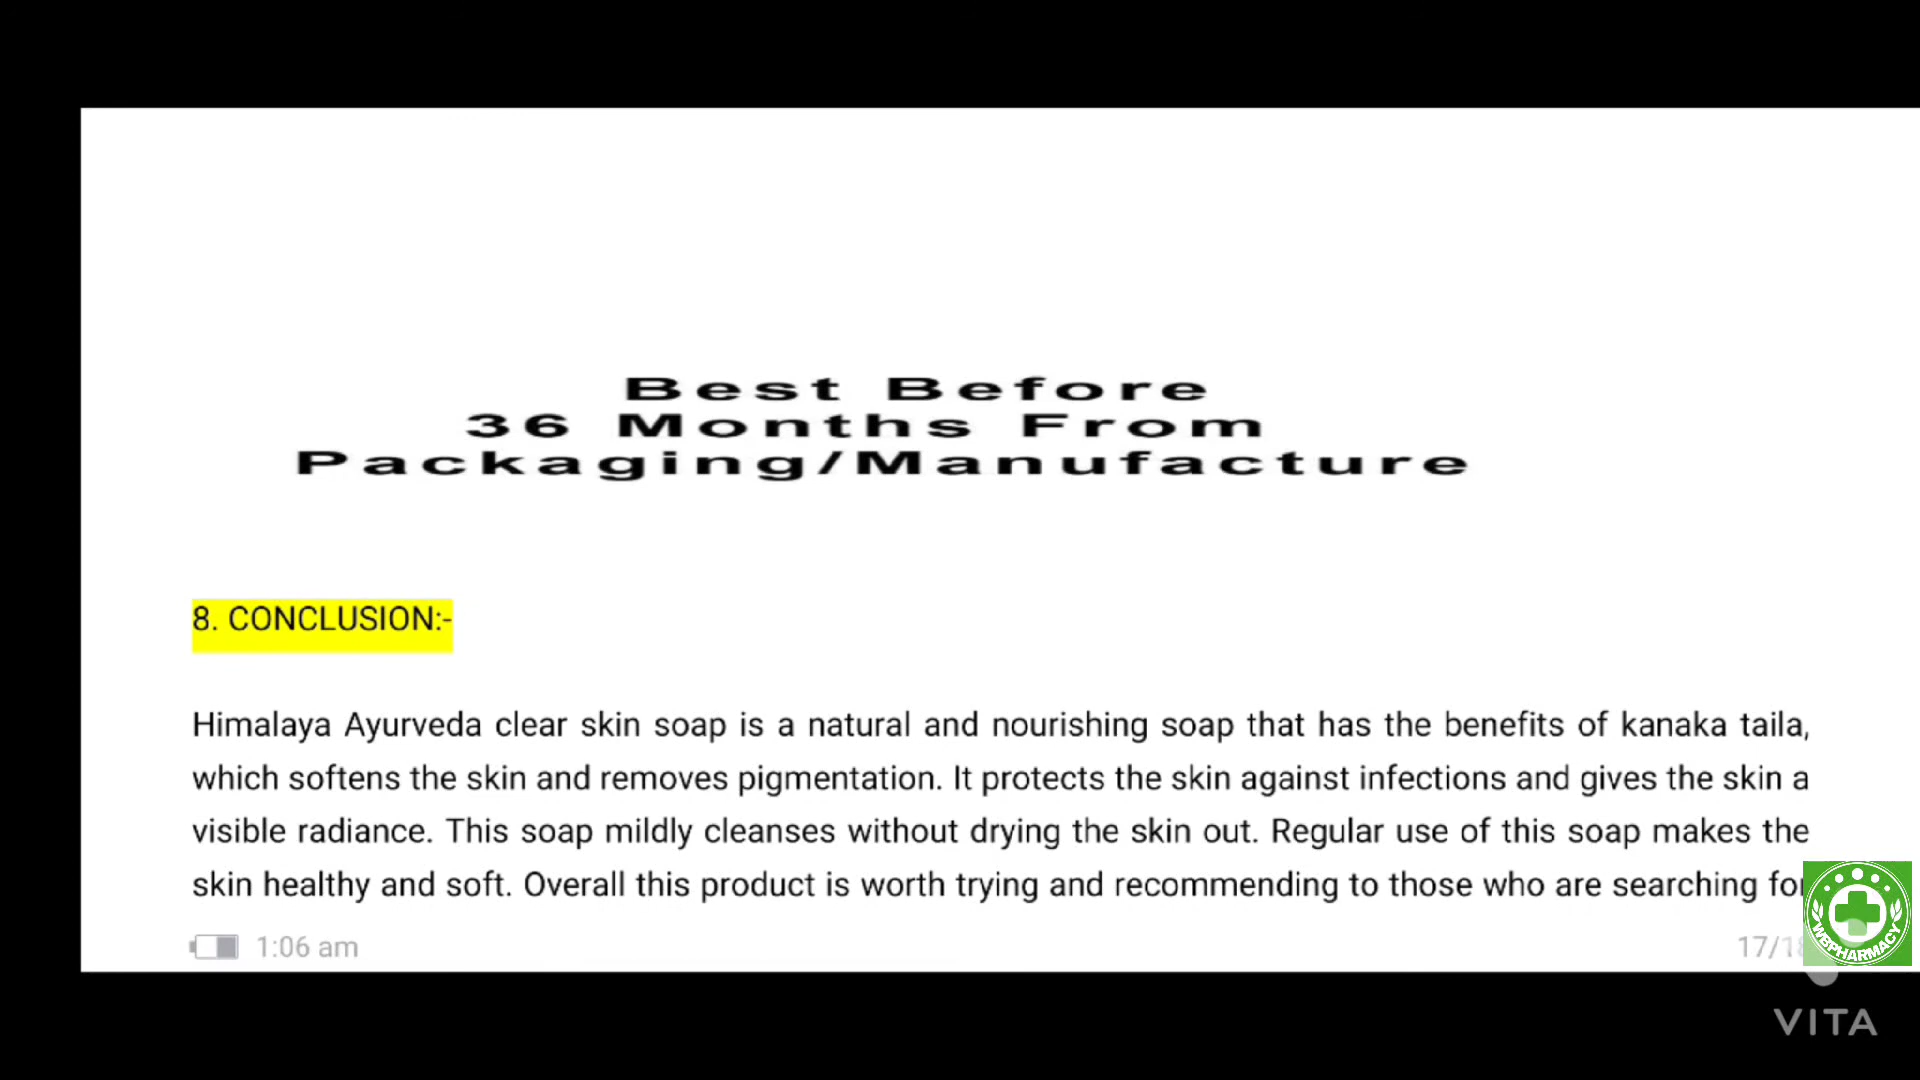 Best Before
36 Months From
Packaging/Manufacture
8. CONCLUSION:-
Himalaya Ayurveda clear skin soap is a natural and nourishing soap that has the benefits of kanaka taila,
which softens the skin and removes pigmentation. It protects the skin against infections and gives the skin a
visible radiance. This soap mildly cleanses without drying the skin out. Regular use of this soap makes the
skin healthy and soft. Overall this product is worth trying and recommending to those who are searching for
1:06 am
17/18
WBPHARMACY
VITA